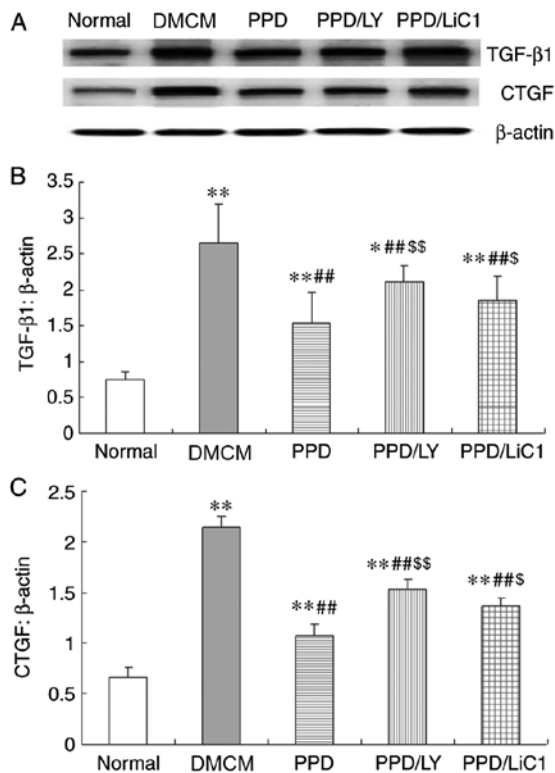 A
Normal DMCM PPD PPD/LY PPD/LiC1
TGF-β1
CTGF
β-actin
B
TGF-β1: β-actin
3.5
3
2.5
2
1.5
1
0.5
0
**
**##
*##$$
**##$
Normal DMCM PPD PPD/LY PPD/LiC1
C
CTGF: β-actin
2.5
2
1.5
1
0.5
0
**
**##
**##$$
**##$
Normal DMCM PPD PPD/LY PPD/LiC1